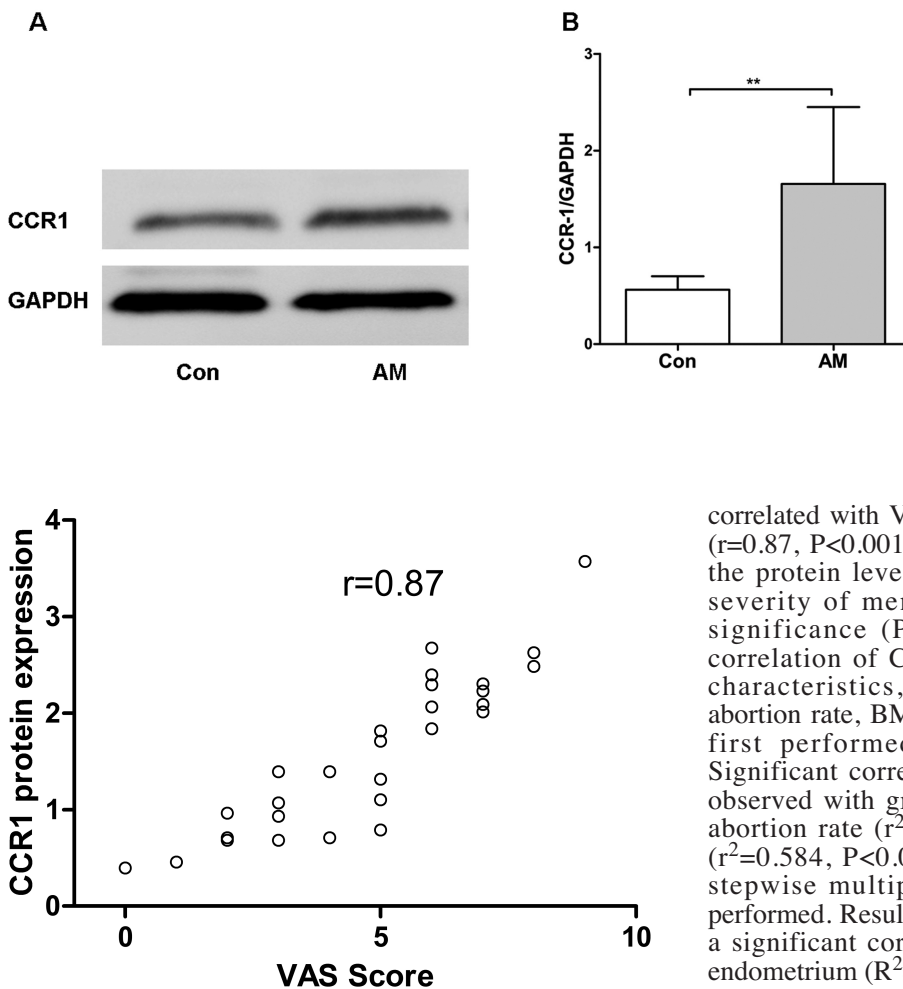 A
CCR1
GAPDH
Con AM
B
**
CCR-1/GAPDH
3
2
1
0
Con AM
CCR1 protein expression
4
3
2
1
0
r=0.87
0 5 10
VAS Score
correlated with V
(r=0.87, P<0.001
the protein leve
severity of mer
significance (P
correlation of C
characteristics,
abortion rate, BM
first performed
Significant corre
observed with gr
abortion rate (r²
(r²=0.584, P<0.0
stepwise multip
performed. Resul
a significant cor
endometrium (R²